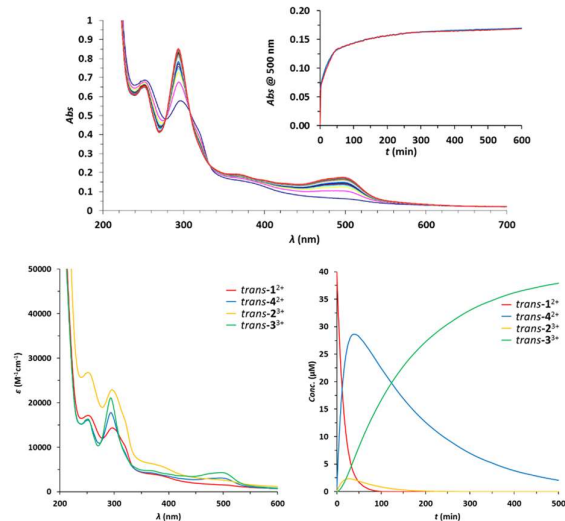 1
0.9
0.8
0.7
0.6
0.5
0.4
0.3
0.2
0.1
0
Abs
200 300 400 500 600 700
λ (nm)
0.20
0.15
0.10
0.05
0.00
Abs @ 500 nm
0 100 200 300 400 500 600
t (min)
50000
40000
30000
20000
10000
0
ε (M⁻¹cm⁻¹)
200 300 400 500 600
λ (nm)
trans-1²⁺
trans-4²⁺
trans-2³⁺
trans-3³⁺
40
35
30
25
20
15
10
5
0
Conc. (µM)
0 100 200 300 400 500
t (min)
trans-1²⁺
trans-4²⁺
trans-2³⁺
trans-3³⁺